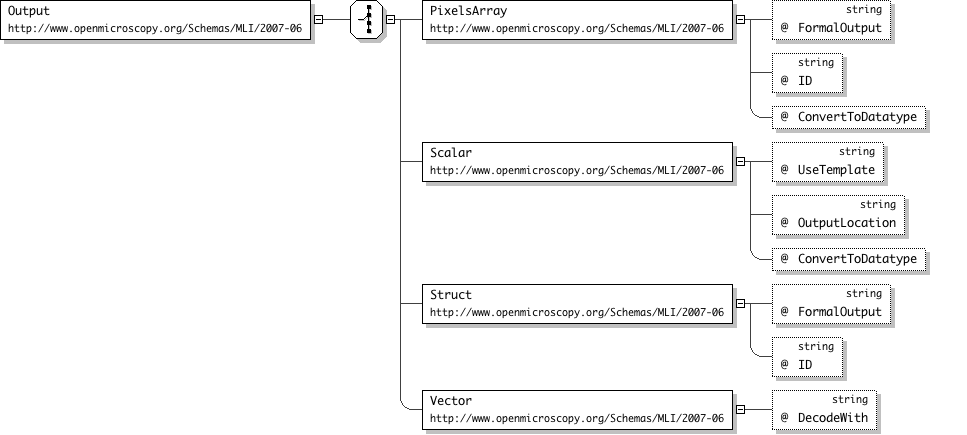 Output
http://www.openmicroscopy.org/Schemas/MLI/2007-06
PixelsArray
http://www.openmicroscopy.org/Schemas/MLI/2007-06
string
@ FormalOutput
string
@ ID
@ ConvertToDatatype
Scalar
http://www.openmicroscopy.org/Schemas/MLI/2007-06
string
@ UseTemplate
string
@ OutputLocation
@ ConvertToDatatype
Struct
http://www.openmicroscopy.org/Schemas/MLI/2007-06
string
@ FormalOutput
string
@ ID
Vector
http://www.openmicroscopy.org/Schemas/MLI/2007-06
string
@ DecodeWith